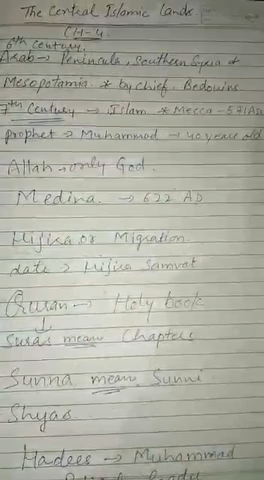 The Central Islamic Lands
CH-4
6th Century.
Arab → Peninsula, Southern Syria &
Mesopotamia * by Chief. Bedouins
7th Century → Islam * Mecca - 571 AD
prophet → Muhammad → 40 year old
Allah → only God.
Medina → 622 AD
Hijira or Migration
date → Hijira Samvat
Quran → Holy book
↓
Suras mean Chapters
Sunna mean Sunni
Shyas
Hadees → Muhammad